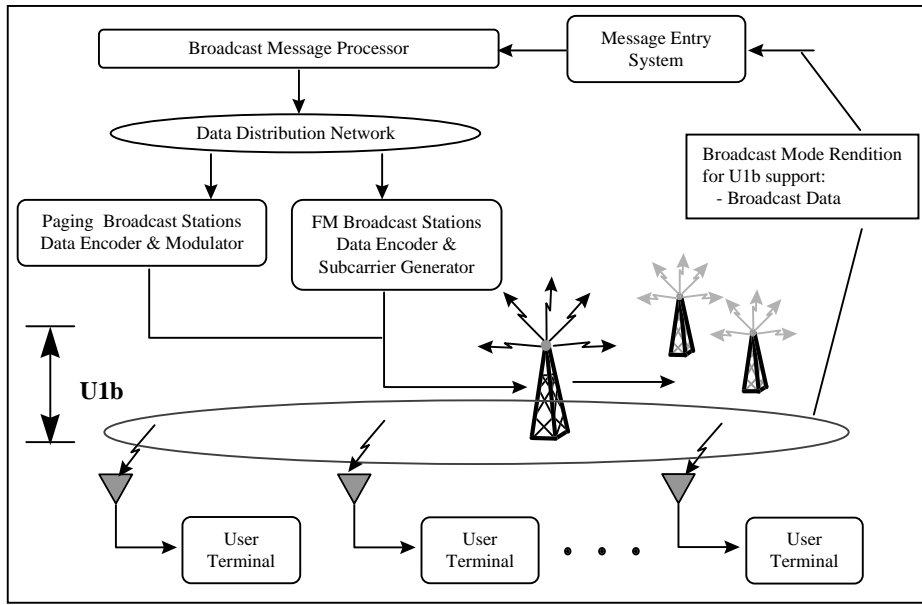 Broadcast Message Processor
Message Entry
System
Data Distribution Network
Broadcast Mode Rendition
for U1b support:
- Broadcast Data
Paging Broadcast Stations
Data Encoder & Modulator
FM Broadcast Stations
Data Encoder &
Subcarrier Generator
U1b
User
Terminal
User
Terminal
• • •
User
Terminal